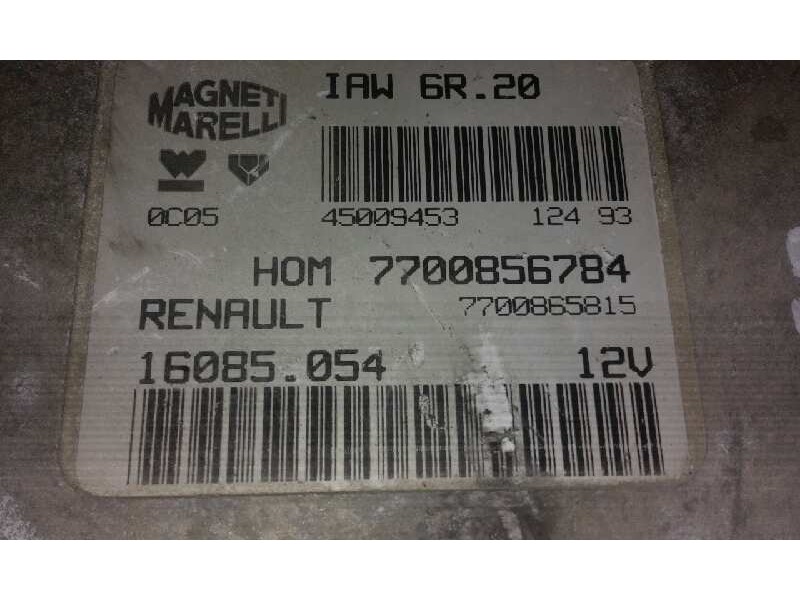 MAGNETI
MARELLI
IAW 6R.20
0C05
45009453 124 93
HOM 7700856784
RENAULT 7700865815
16085.054 12V